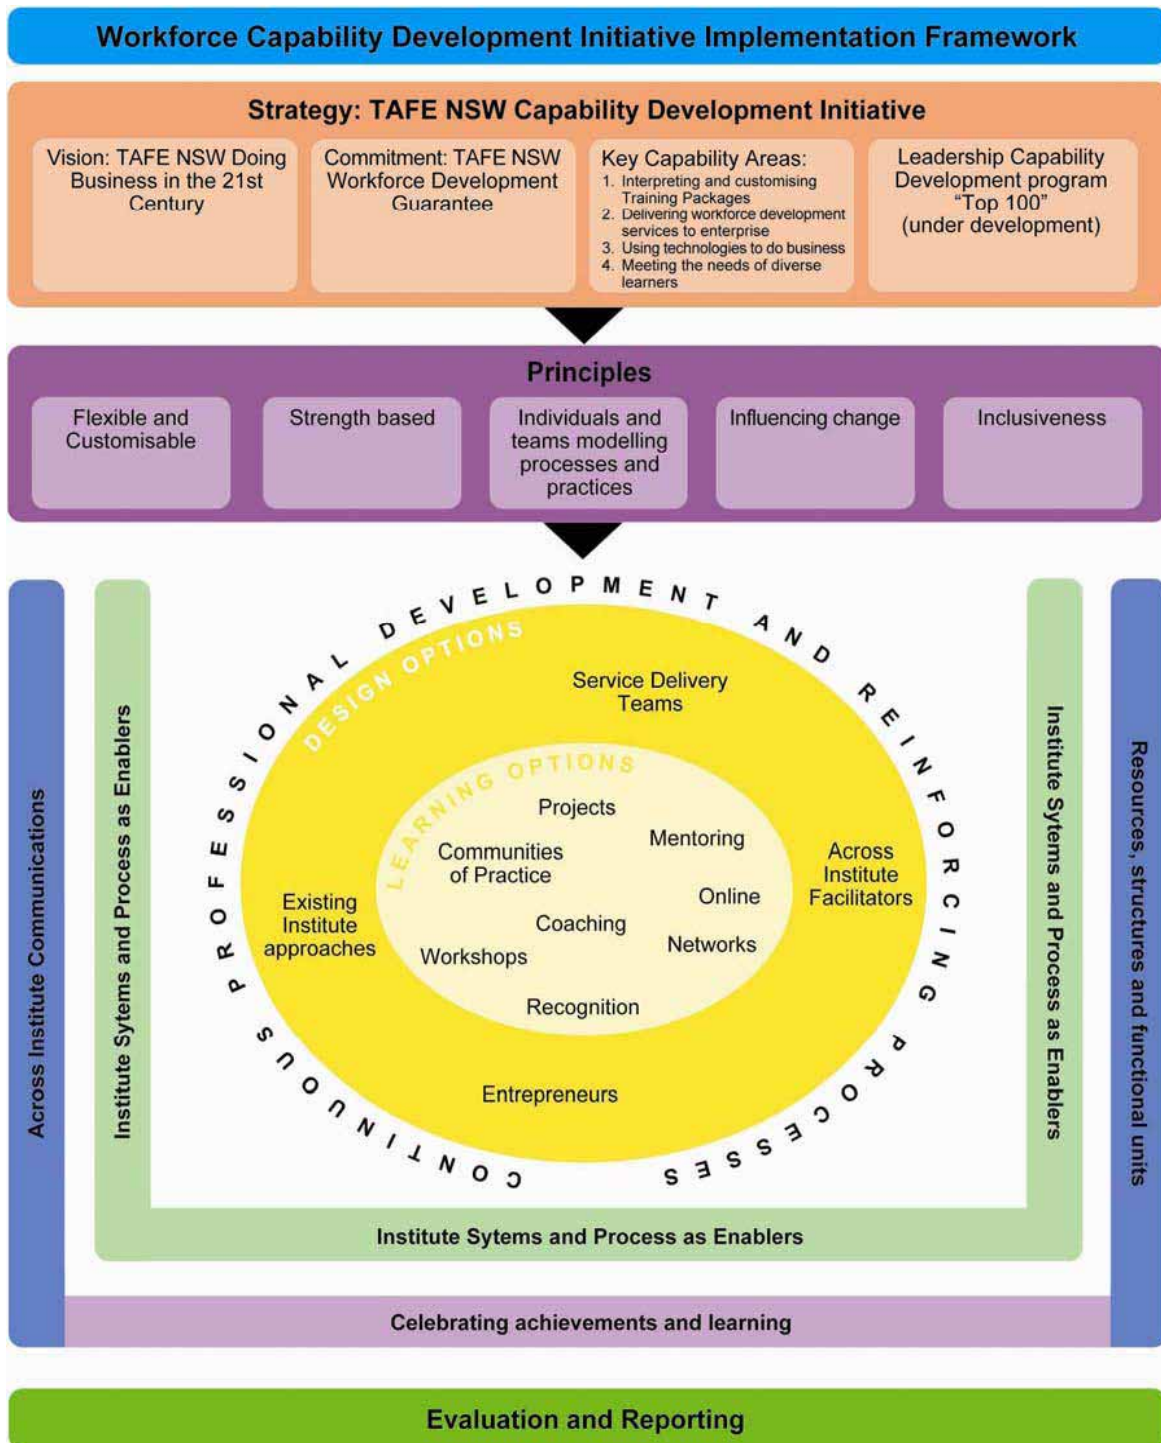 Workforce Capability Development Initiative Implementation Framework
Strategy: TAFE NSW Capability Development Initiative
Vision: TAFE NSW Doing
Business in the 21st
Century
Commitment: TAFE NSW
Workforce Development
Guarantee
Key Capability Areas:
1. Interpreting and customising
Training Packages
2. Delivering workforce development
services to enterprise
3. Using technologies to do business
4. Meeting the needs of diverse
learners
Leadership Capability
Development program
“Top 100”
(under development)
Principles
Flexible and
Customisable
Strength based
Individuals and
teams modelling
processes and
practices
Influencing change
Inclusiveness
Across Institute Communications
Institute Sytems and Process as Enablers
CONTINUOUS PROFESSIONAL DEVELOPMENT AND REINFORCING PROCESSES
DESIGN OPTIONS
Service Delivery
Teams
LEARNING OPTIONS
Projects
Mentoring
Communities
of Practice
Online
Coaching
Networks
Workshops
Recognition
Existing
Institute
approaches
Across
Institute
Facilitators
Entrepreneurs
Institute Sytems and Process as Enablers
Resources, structures and functional units
Institute Sytems and Process as Enablers
Celebrating achievements and learning
Evaluation and Reporting